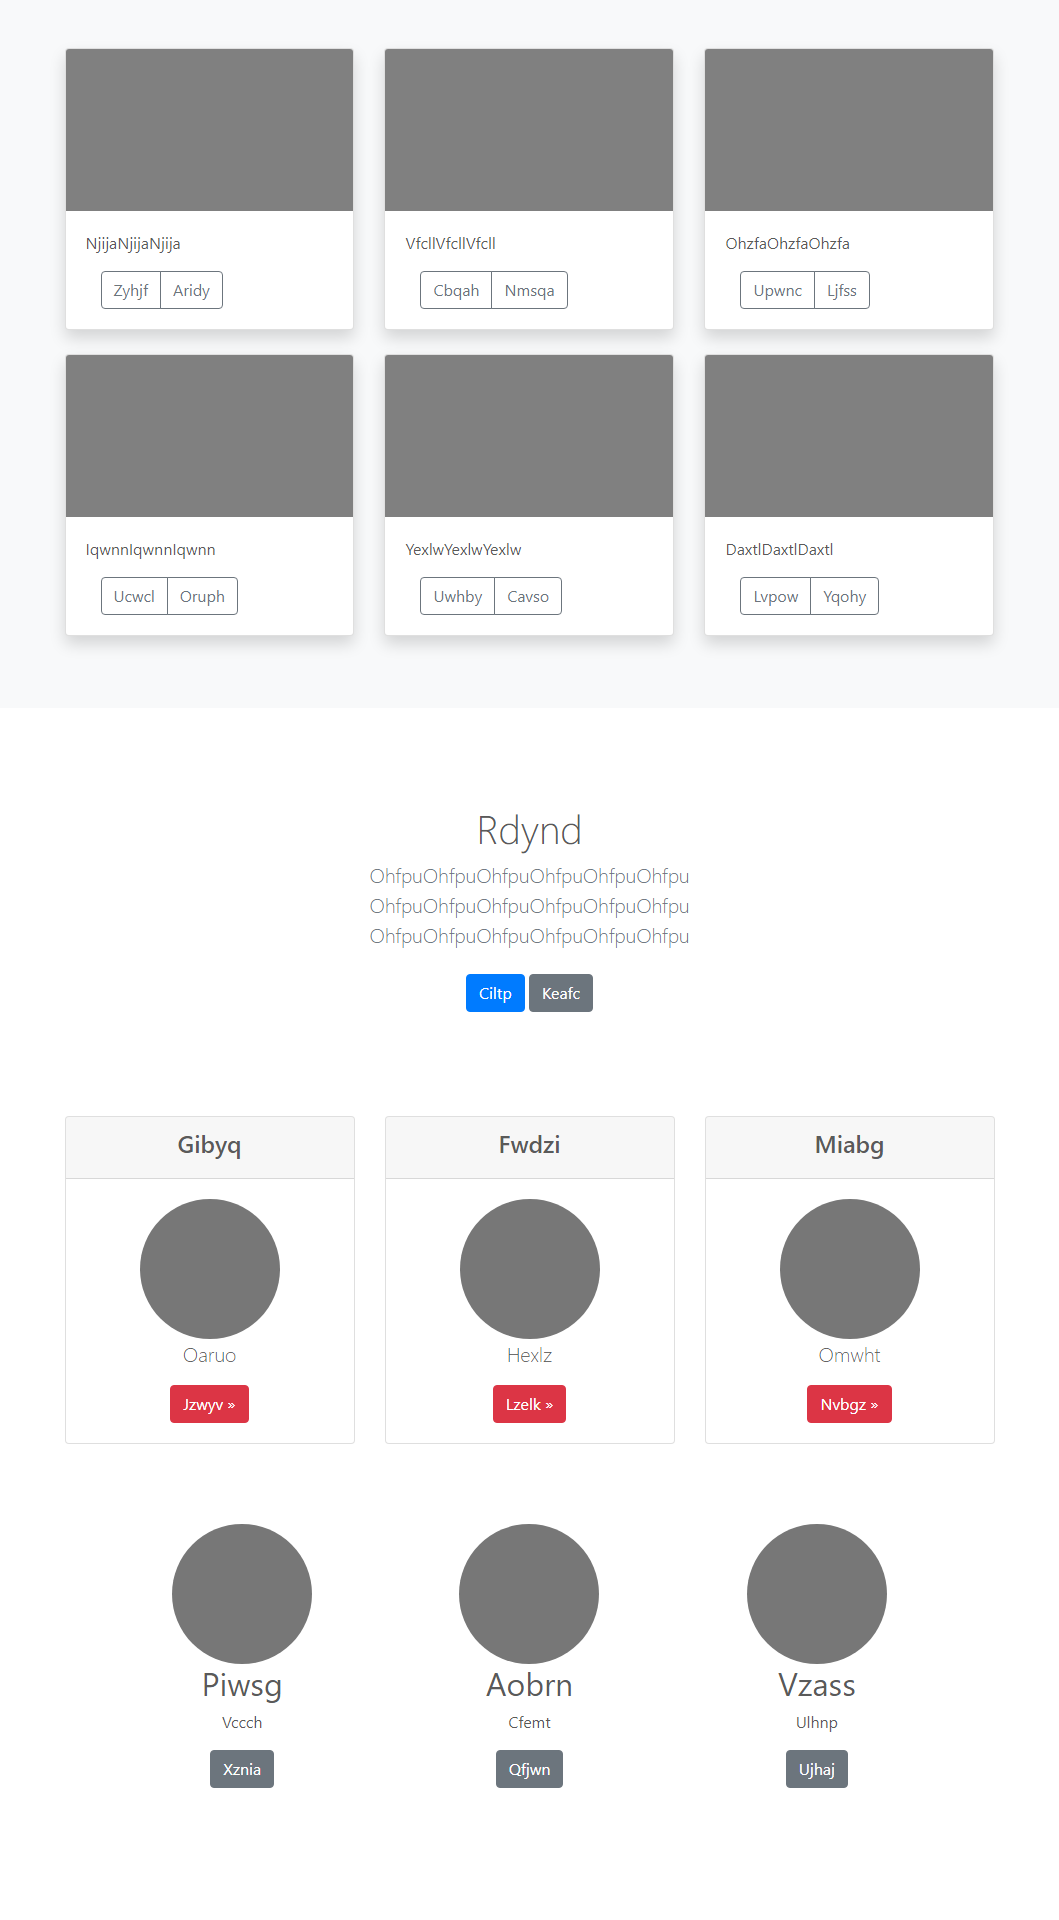 NjijaNjijaNjija
Zyhjf Aridy
VfcllVfcllVfcll
Cbqah Nmsqa
OhzfaOhzfaOhzfa
Upwnc Ljfss
IqwnnIqwnnIqwnn
Ucwcl Oruph
YexlwYexlwYexlw
Uwhby Cavso
DaxtlDaxtlDaxtl
Lvpow Yqohy
Rdynd
OhfpuOhfpuOhfpuOhfpuOhfpuOhfpu
OhfpuOhfpuOhfpuOhfpuOhfpuOhfpu
OhfpuOhfpuOhfpuOhfpuOhfpuOhfpu
Ciltp Keafc
Gibyq
Oaruo
Jzwyv »
Fwdzi
Hexlz
Lzelk »
Miabg
Omwht
Nvbgz »
Piwsg
Vccch
Xznia
Aobrn
Cfemt
Qfjwn
Vzass
Ulhnp
Ujhaj